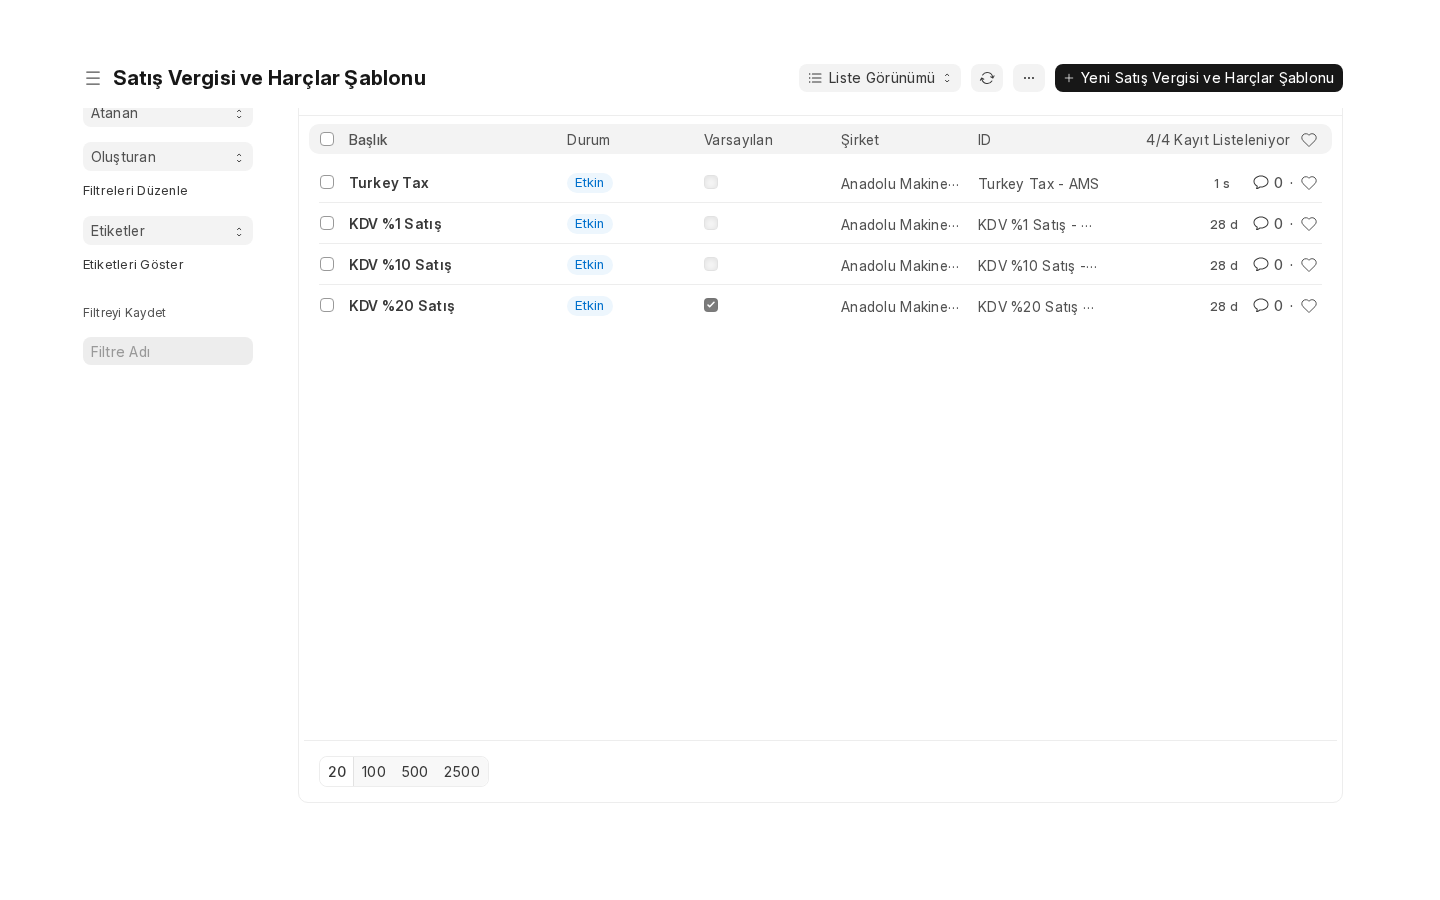 Satış Vergisi ve Harçlar Şablonu
Liste Görünümü
Yeni Satış Vergisi ve Harçlar Şablonu
Atanan
Oluşturan
Filtreleri Düzenle
Etiketler
Etiketleri Göster
Filtreyi Kaydet
Filtre Adı
Başlık Durum Varsayılan Şirket ID 4/4 Kayıt Listeleniyor
Turkey Tax Etkin Anadolu Makine… Turkey Tax - AMS 1 s 0 ·
KDV %1 Satış Etkin Anadolu Makine… KDV %1 Satış - … 28 d 0 ·
KDV %10 Satış Etkin Anadolu Makine… KDV %10 Satış -… 28 d 0 ·
KDV %20 Satış Etkin Anadolu Makine… KDV %20 Satış … 28 d 0 ·
20 100 500 2500